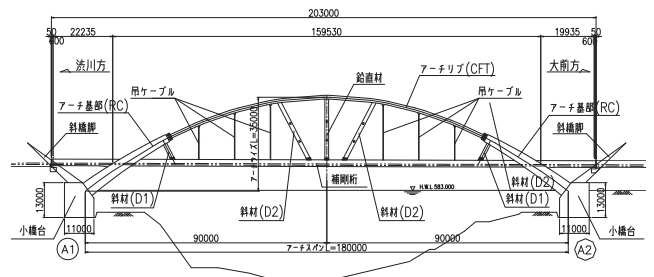 203000
50 22235 159530 19935 50
600 600
渋川方 鉛直材 アーチリブ(CFT) 大前方
アーチ基部(RC) 吊ケーブル 吊ケーブル アーチ基部(RC)
斜橋脚 斜橋脚
アーチライズL=35000
補剛桁 H.W.L 583.000
斜材(D2)
斜材(D1) 斜材(D2) 斜材(D2) 斜材(D1)
13000 13000
小橋台 小橋台
11000 11000
90000 90000
A1 アーチスパンL=180000 A2